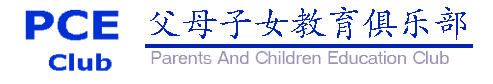 PCE
Club
父母子女教育俱乐部
Parents And Children Education Club